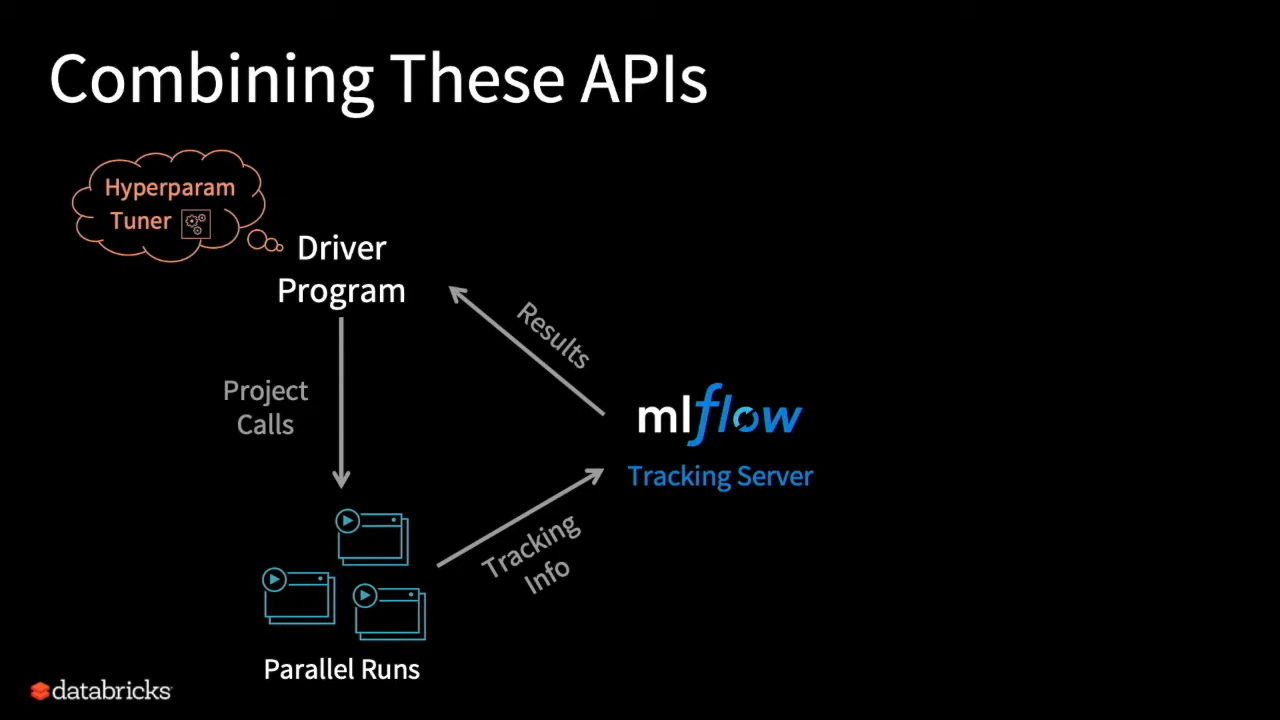 Combining These APIs
Hyperparam
Tuner
Driver
Program
Results
Project
Calls
mlflow
Tracking Server
Tracking
Info
Parallel Runs
databricks